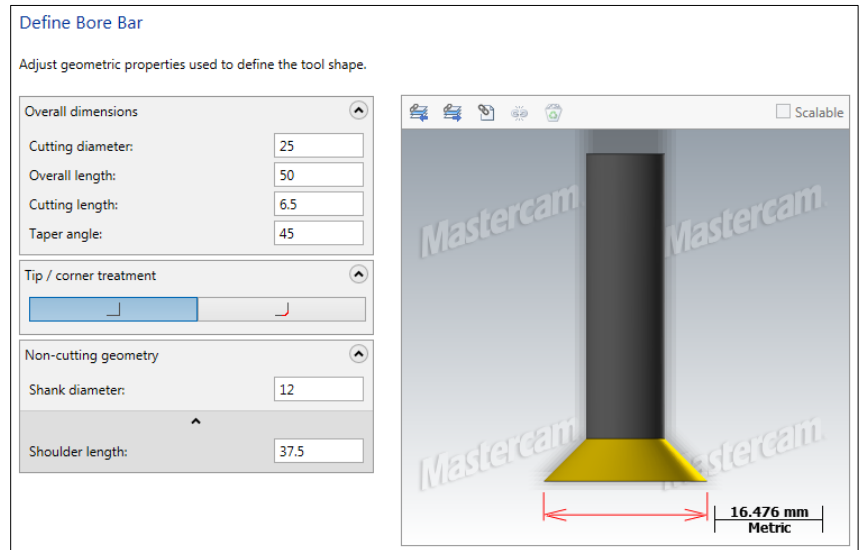 Define Bore Bar
Adjust geometric properties used to define the tool shape.
Overall dimensions
Cutting diameter: 25
Overall length: 50
Cutting length: 6.5
Taper angle: 45
Tip / corner treatment
Non-cutting geometry
Shank diameter: 12
Shoulder length: 37.5
Scalable
Mastercam
Mastercam
Mastercam
Mastercam
16.476 mm
Metric